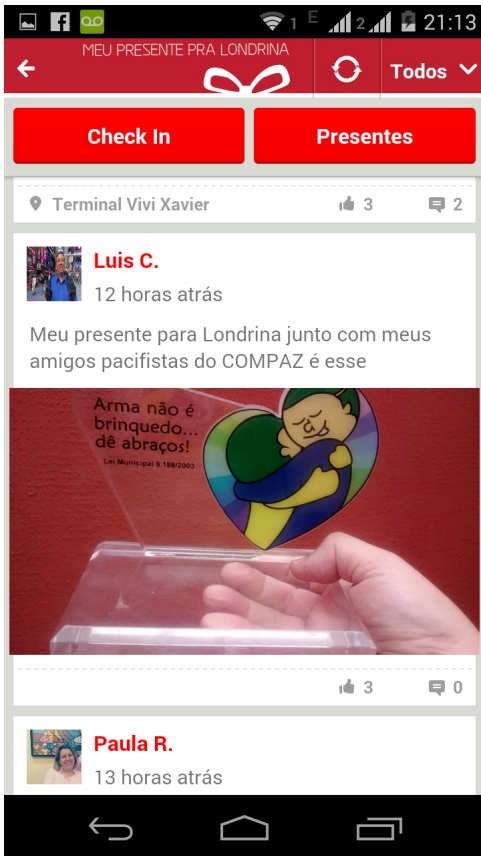 1 E 2 21:13
MEU PRESENTE PRA LONDRINA
Todos
Check In
Presentes
Terminal Vivi Xavier 3 2
Luis C.
12 horas atrás
Meu presente para Londrina junto com meus
amigos pacifistas do COMPAZ é esse
Arma não é
brinquedo...
dê abraços!
Lei Municipal 9.188/2003
3 0
Paula R.
13 horas atrás